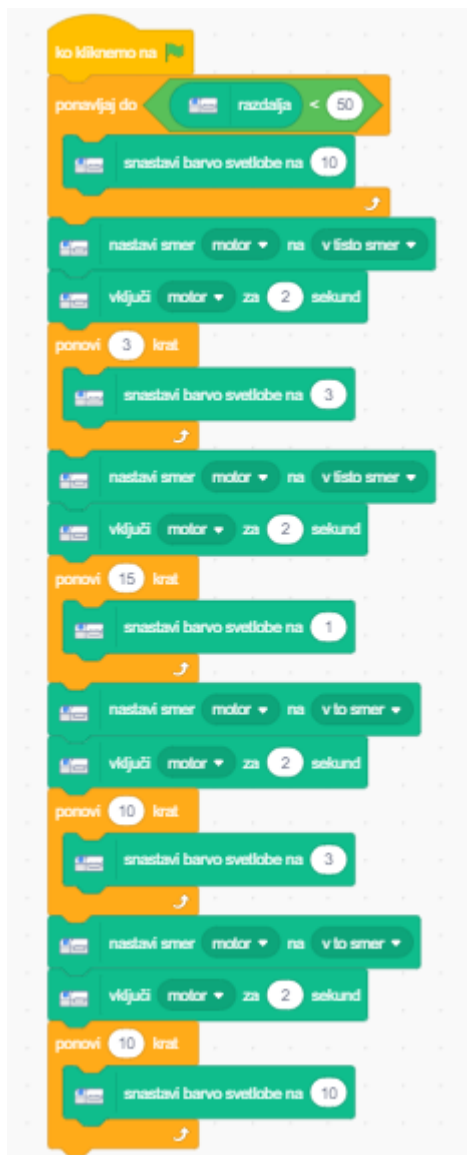 ko kliknemo na
ponavljaj do razdalja < 50
snastavi barvo svetlobe na 10
nastavi smer motor na v tisto smer
vključi motor za 2 sekund
ponovi 3 krat
snastavi barvo svetlobe na 3
nastavi smer motor na v tisto smer
vključi motor za 2 sekund
ponovi 15 krat
snastavi barvo svetlobe na 1
nastavi smer motor na v to smer
vključi motor za 2 sekund
ponovi 10 krat
snastavi barvo svetlobe na 3
nastavi smer motor na v to smer
vključi motor za 2 sekund
ponovi 10 krat
snastavi barvo svetlobe na 10